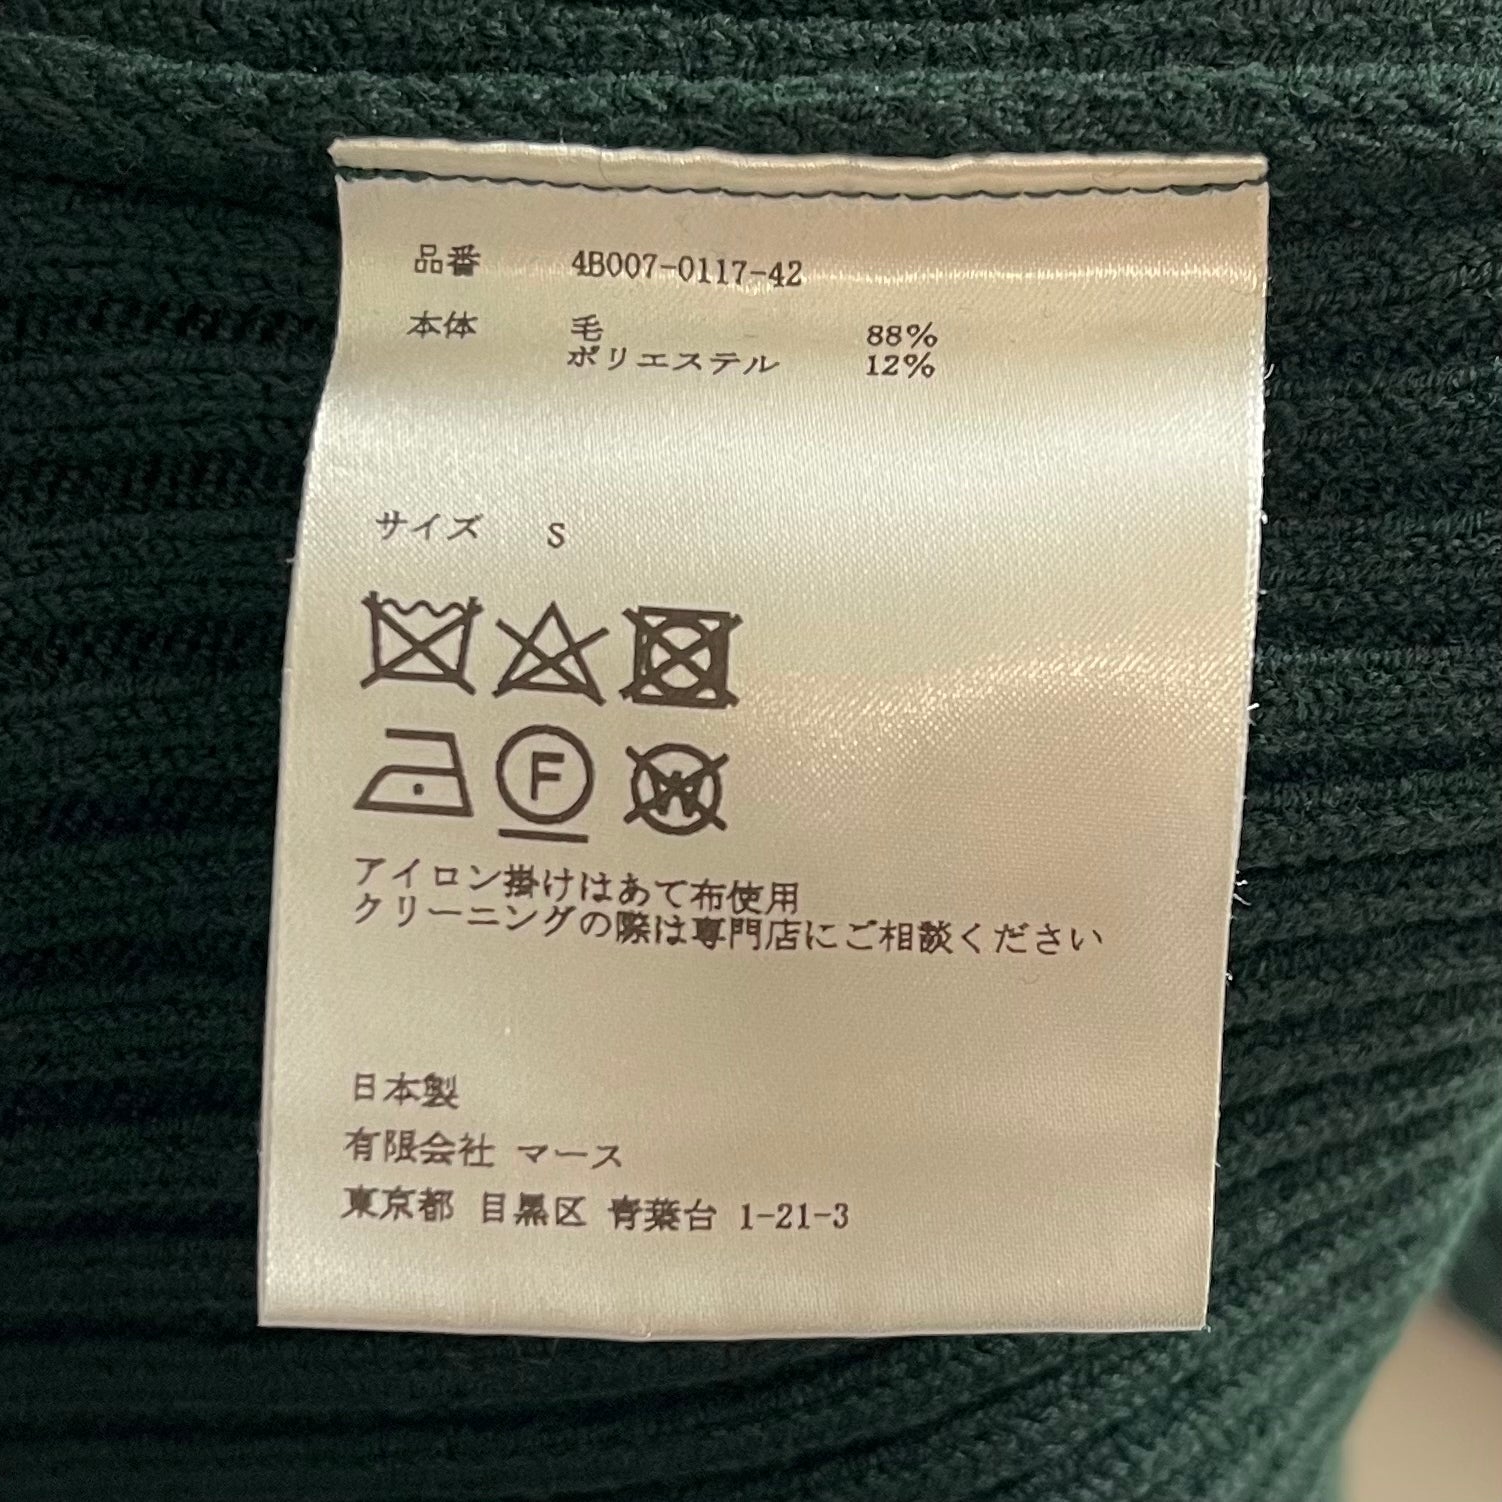 品番 4B007-0117-42
本体 毛 88%
ポリエステル 12%
サイズ S
F
W
アイロン掛けはあて布使用
クリーニングの際は専門店にご相談ください
日本製
有限会社 マース
東京都 目黒区 青葉台 1-21-3